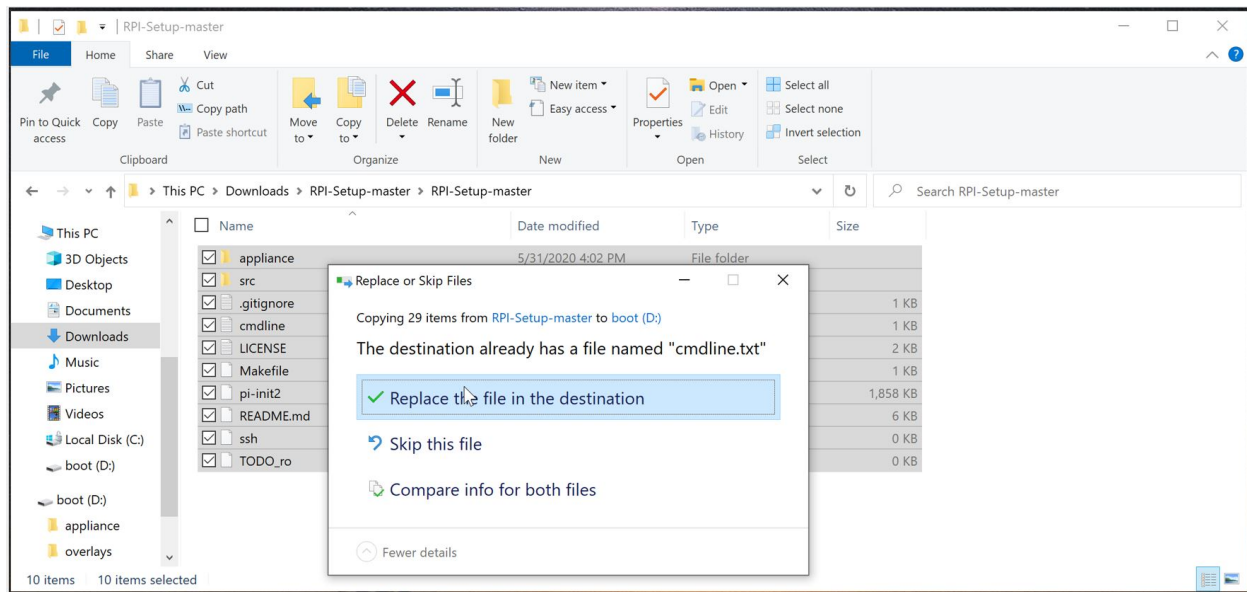 RPI-Setup-master
File Home Share View
Pin to Quick access
Copy
Paste
Cut
Copy path
Paste shortcut
Move to
Copy to
Delete
Rename
New folder
New item
Easy access
Properties
Open
Edit
History
Select all
Select none
Invert selection
Clipboard Organize New Open Select
This PC > Downloads > RPI-Setup-master > RPI-Setup-master
Search RPI-Setup-master
This PC
3D Objects
Desktop
Documents
Downloads
Music
Pictures
Videos
Local Disk (C:)
boot (D:)
boot (D:)
appliance
overlays
Name Date modified Type Size
appliance 5/31/2020 4:02 PM File folder
src
.gitignore 1 KB
cmdline 1 KB
LICENSE 2 KB
Makefile 1 KB
pi-init2 1,858 KB
README.md 6 KB
ssh 0 KB
TODO_ro 0 KB
Replace or Skip Files
Copying 29 items from RPI-Setup-master to boot (D:)
The destination already has a file named "cmdline.txt"
Replace the file in the destination
Skip this file
Compare info for both files
Fewer details
10 items 10 items selected